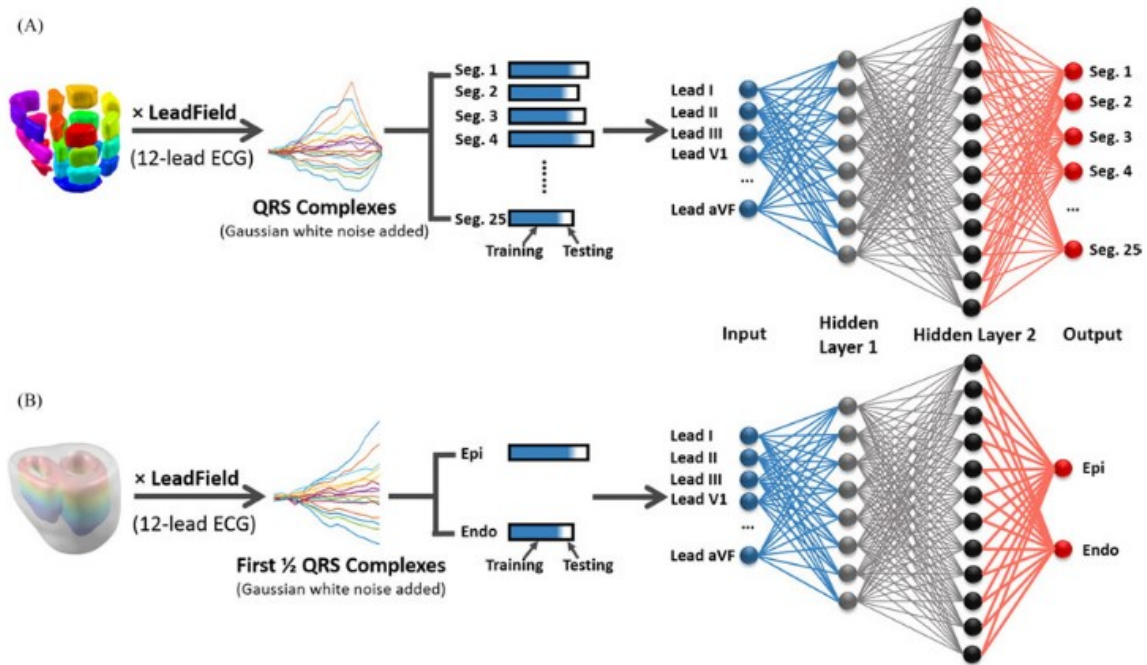 (A)
× LeadField
(12-lead ECG)
QRS Complexes
(Gaussian white noise added)
Seg. 1
Seg. 2
Seg. 3
Seg. 4
Seg. 25
Training
Testing
Lead I
Lead II
Lead III
Lead V1
...
Lead aVF
Seg. 1
Seg. 2
Seg. 3
Seg. 4
...
Seg. 25
Input
Hidden
Layer 1
Hidden Layer 2
Output
(B)
× LeadField
(12-lead ECG)
First ½ QRS Complexes
(Gaussian white noise added)
Epi
Endo
Training
Testing
Lead I
Lead II
Lead III
Lead V1
...
Lead aVF
Epi
Endo